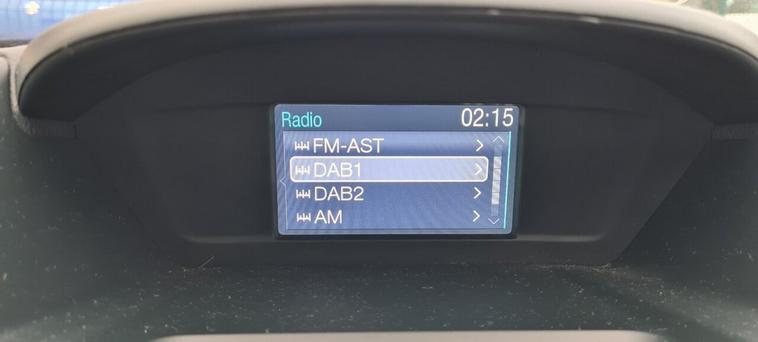 Radio 02:15
FM-AST
DAB1
DAB2
AM